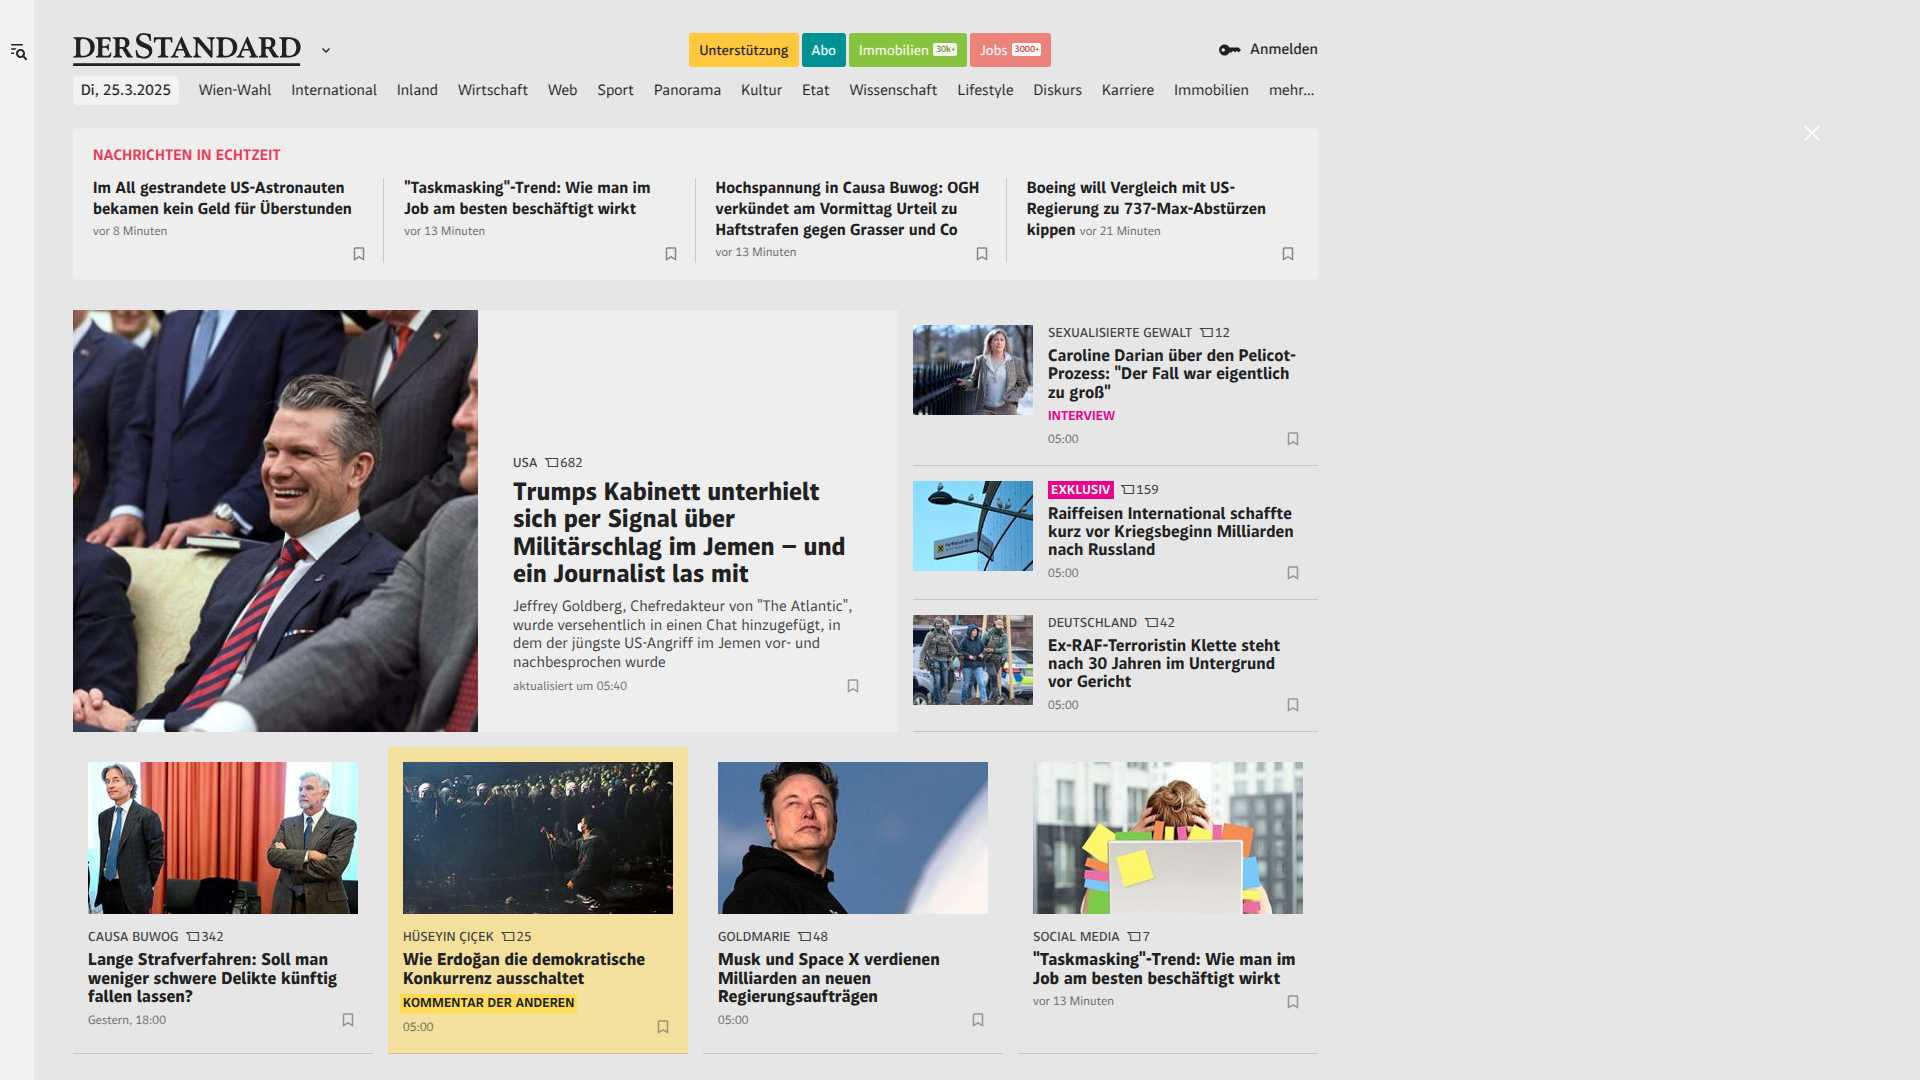 DERSTANDARD
Unterstützung
Abo
Immobilien 30k+
Jobs 3000+
Anmelden
Di, 25.3.2025
Wien-Wahl
International
Inland
Wirtschaft
Web
Sport
Panorama
Kultur
Etat
Wissenschaft
Lifestyle
Diskurs
Karriere
Immobilien
mehr...
NACHRICHTEN IN ECHTZEIT
Im All gestrandete US-Astronauten
bekamen kein Geld für Überstunden
vor 8 Minuten
"Taskmasking"-Trend: Wie man im
Job am besten beschäftigt wirkt
vor 13 Minuten
Hochspannung in Causa Buwog: OGH
verkündet am Vormittag Urteil zu
Haftstrafen gegen Grasser und Co
vor 13 Minuten
Boeing will Vergleich mit US-
Regierung zu 737-Max-Abstürzen
kippen vor 21 Minuten
USA 682
Trumps Kabinett unterhielt
sich per Signal über
Militärschlag im Jemen – und
ein Journalist las mit
Jeffrey Goldberg, Chefredakteur von "The Atlantic",
wurde versehentlich in einen Chat hinzugefügt, in
dem der jüngste US-Angriff im Jemen vor- und
nachbesprochen wurde
aktualisiert um 05:40
SEXUALISIERTE GEWALT 12
Caroline Darian über den Pelicot-
Prozess: "Der Fall war eigentlich
zu groß"
INTERVIEW
05:00
EXKLUSIV 159
Raiffeisen International schaffte
kurz vor Kriegsbeginn Milliarden
nach Russland
05:00
DEUTSCHLAND 42
Ex-RAF-Terroristin Klette steht
nach 30 Jahren im Untergrund
vor Gericht
05:00
CAUSA BUWOG 342
Lange Strafverfahren: Soll man
weniger schwere Delikte künftig
fallen lassen?
Gestern, 18:00
HÜSEYIN ÇIÇEK 25
Wie Erdoğan die demokratische
Konkurrenz ausschaltet
KOMMENTAR DER ANDEREN
05:00
GOLDMARIE 48
Musk und Space X verdienen
Milliarden an neuen
Regierungsaufträgen
05:00
SOCIAL MEDIA 7
"Taskmasking"-Trend: Wie man im
Job am besten beschäftigt wirkt
vor 13 Minuten